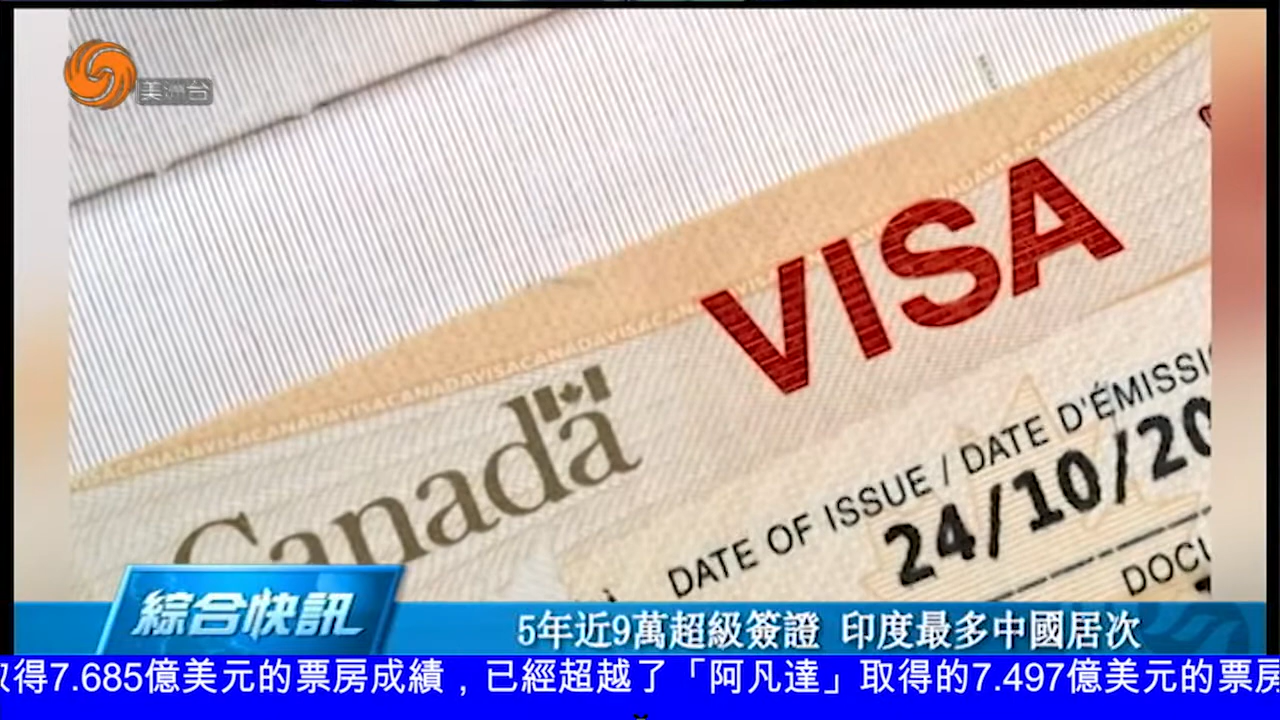 美洲台
VISACANADAVISACANADAVISACANADAVISACANADAVISACANADAVISACANADA
VISA
Canada
DATE OF ISSUE / DATE D'ÉMISSI
24/10/20
DOCU
綜合快訊
5年近9萬超級簽證 印度最多中國居次
取得7.685億美元的票房成績，已經超越了「阿凡達」取得的7.497億美元的票房